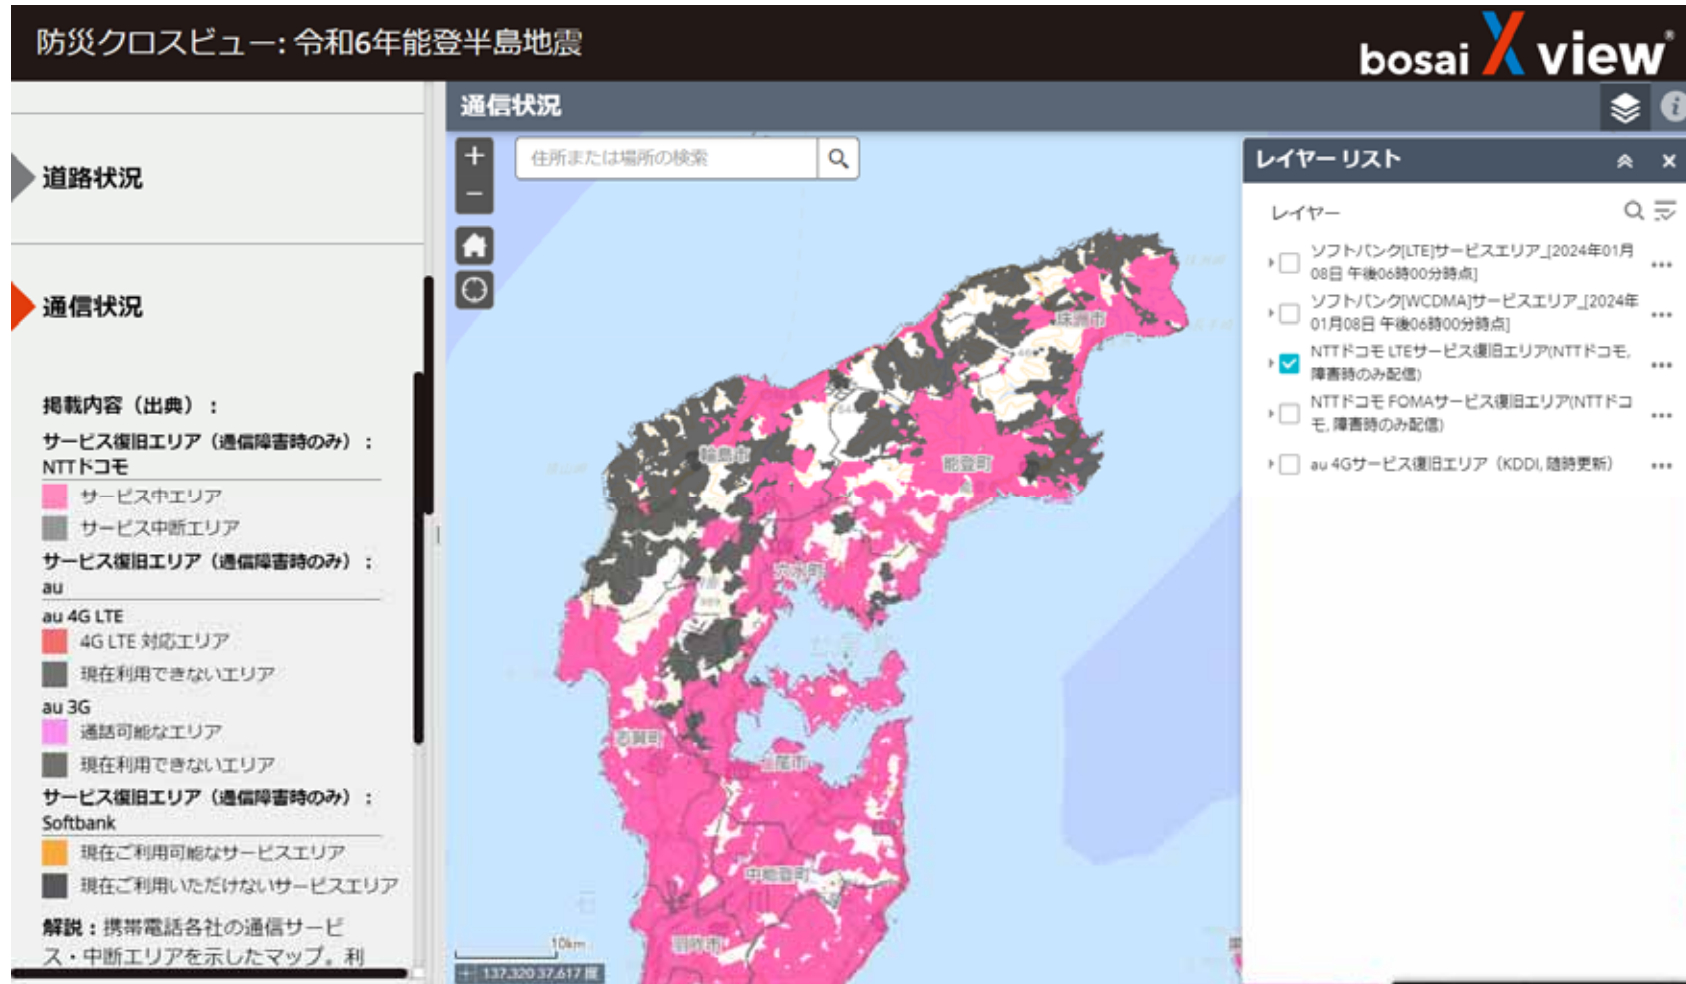 防災クロスビュー: 令和6年能登半島地震
bosai X view®
道路状況
通信状況
掲載内容（出典）：
サービス復旧エリア（通信障害時のみ）：
NTTドコモ
サービス中エリア
サービス中断エリア
サービス復旧エリア（通信障害時のみ）：
au
au 4G LTE
4G LTE 対応エリア
現在利用できないエリア
au 3G
通話可能なエリア
現在利用できないエリア
サービス復旧エリア（通信障害時のみ）：
Softbank
現在ご利用可能なサービスエリア
現在ご利用いただけないサービスエリア
解説：携帯電話各社の通信サービ
ス・中断エリアを示したマップ。利
通信状況
住所または場所の検索
珠洲市
輪島市
能登町
穴水町
志賀町
七尾市
中能登町
羽咋市
10km
137.320 37.617 度
レイヤー リスト
レイヤー
ソフトバンク[LTE]サービスエリア_[2024年01月
08日 午後06時00分時点]
ソフトバンク[WCDMA]サービスエリア_[2024年
01月08日 午後06時00分時点]
NTTドコモ LTEサービス復旧エリア(NTTドコモ,
障害時のみ配信)
NTTドコモ FOMAサービス復旧エリア(NTTドコ
モ, 障害時のみ配信)
au 4Gサービス復旧エリア（KDDI, 随時更新）